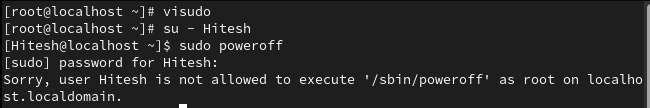 [root@localhost ~]# visudo
[root@localhost ~]# su - Hitesh
[Hitesh@localhost ~]$ sudo poweroff
[sudo] password for Hitesh:
Sorry, user Hitesh is not allowed to execute '/sbin/poweroff' as root on localho
st.localdomain.